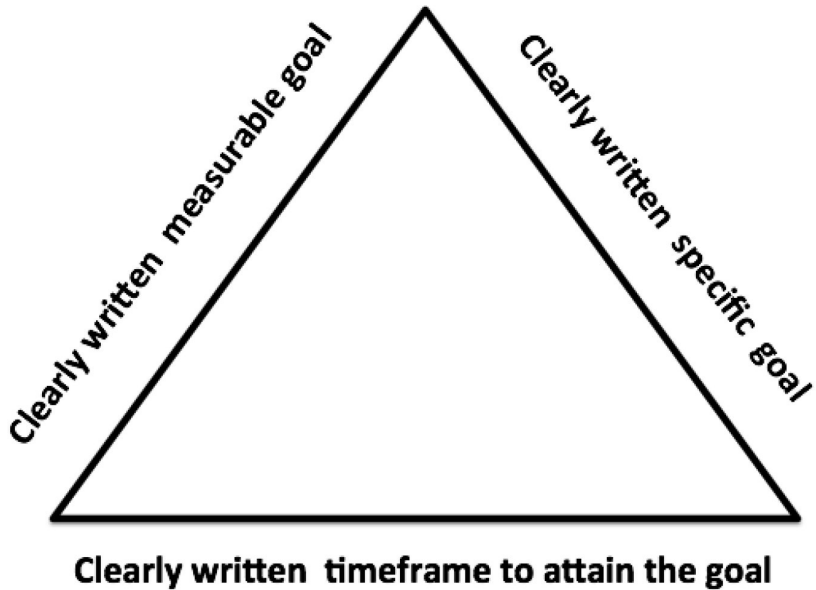 Clearly written measurable goal
Clearly written specific goal
Clearly written timeframe to attain the goal